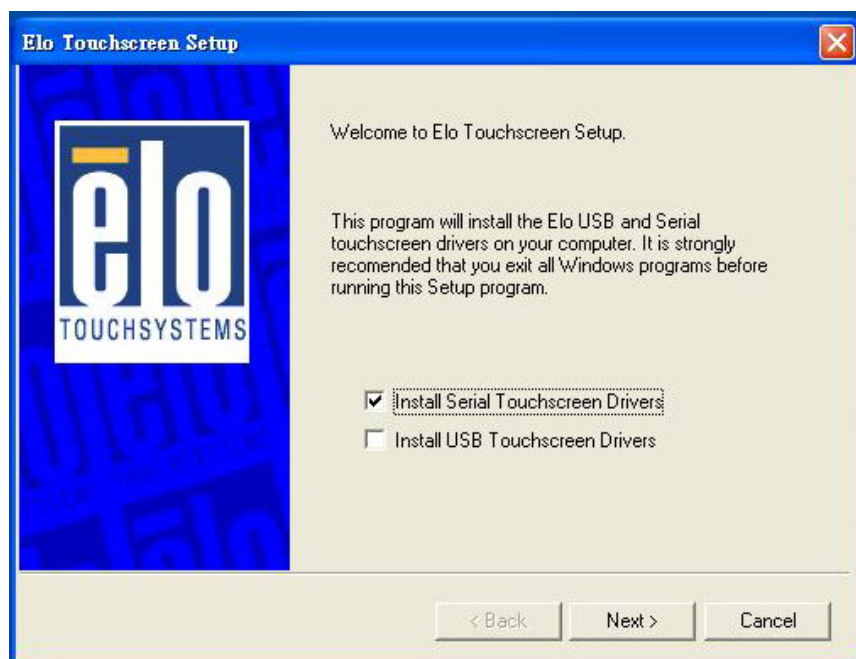 Elo Touchscreen Setup
elo
TOUCHSYSTEMS
Welcome to Elo Touchscreen Setup.
This program will install the Elo USB and Serial
touchscreen drivers on your computer. It is strongly
recomended that you exit all Windows programs before
running this Setup program.
Install Serial Touchscreen Drivers
Install USB Touchscreen Drivers
< Back
Next >
Cancel